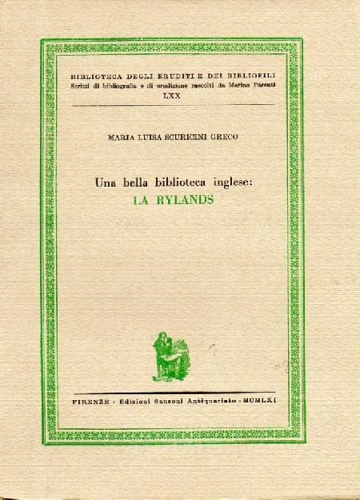 BIBLIOTECA DEGLI ERUDITI E DEI BIBLIOFILI
Scritti di bibliografia e di erudizione raccolti da Marino Parenti
LXX
MARIA LUISA SCURICINI GRECO
Una bella biblioteca inglese:
LA RYLANDS
FIRENZE - Edizioni Sansoni Antiquariato - MCMLXI